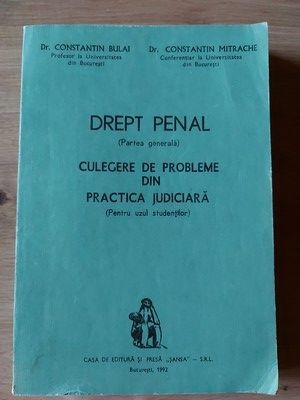 Dr. CONSTANTIN BULAI
Profesor la Universitatea
din București
Dr. CONSTANTIN MITRACHE
Conferențiar la Universitatea
din București
DREPT PENAL
(Partea generală)
CULEGERE DE PROBLEME
DIN
PRACTICA JUDICIARĂ
(Pentru uzul studenților)
CASA DE EDITURĂ ȘI PRESĂ „ȘANSA" — S.R.L.
București, 1992